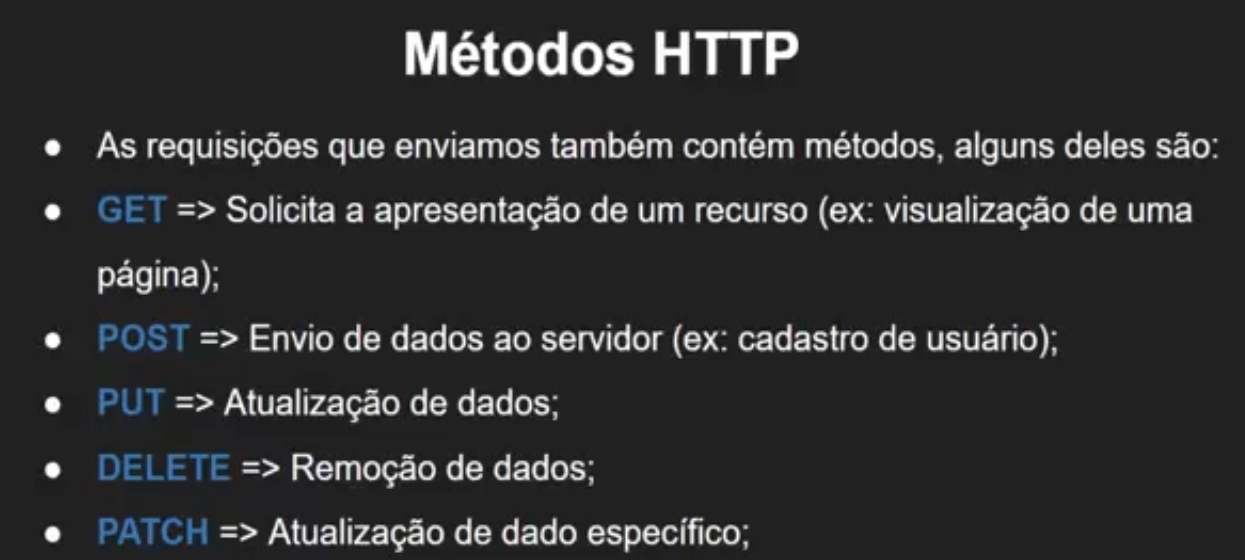 Métodos HTTP
● As requisições que enviamos também contém métodos, alguns deles são:
● GET => Solicita a apresentação de um recurso (ex: visualização de uma
página);
● POST => Envio de dados ao servidor (ex: cadastro de usuário);
● PUT => Atualização de dados;
● DELETE => Remoção de dados;
● PATCH => Atualização de dado específico;